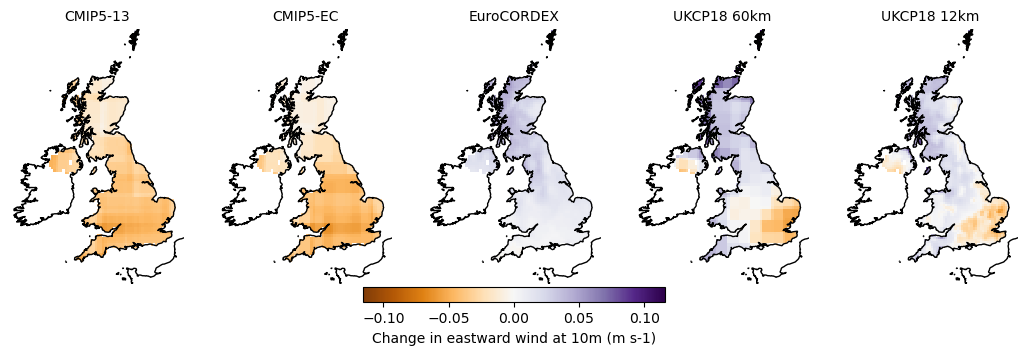 CMIP5-13 CMIP5-EC EuroCORDEX UKCP18 60km UKCP18 12km
−0.10 −0.05 0.00 0.05 0.10
Change in eastward wind at 10m (m s-1)